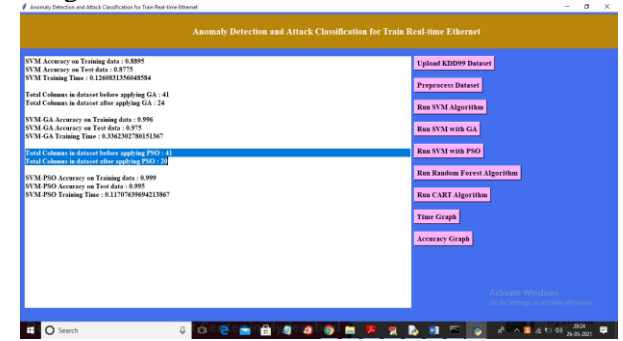 Anomaly Detection and Attack Classification for Train Real-time Ethernet
Anomaly Detection and Attack Classification for Train Real-time Ethernet
SVM Accuracy on Training data : 0.8895
SVM Accuracy on Test data : 0.8775
SVM Training Time : 0.1260831356048584
Total Columns in dataset before applying GA : 41
Total Columns in dataset after applying GA : 24
SVM-GA Accuracy on Training data : 0.996
SVM-GA Accuracy on Test data : 0.975
SVM-GA Training Time : 0.3362302780151367
Total Columns in dataset before applying PSO : 41
Total Columns in dataset after applying PSO : 20
SVM-PSO Accuracy on Training data : 0.999
SVM-PSO Accuracy on Test data : 0.995
SVM-PSO Training Time : 0.11707639694213867
Upload KDD99 Dataset
Preprocess Dataset
Run SVM Algorithm
Run SVM with GA
Run SVM with PSO
Run Random Forest Algorithm
Run CART Algorithm
Time Graph
Accuracy Graph
Activate Windows
Go to Settings to activate Windows.
Search
20:34
26-05-2021